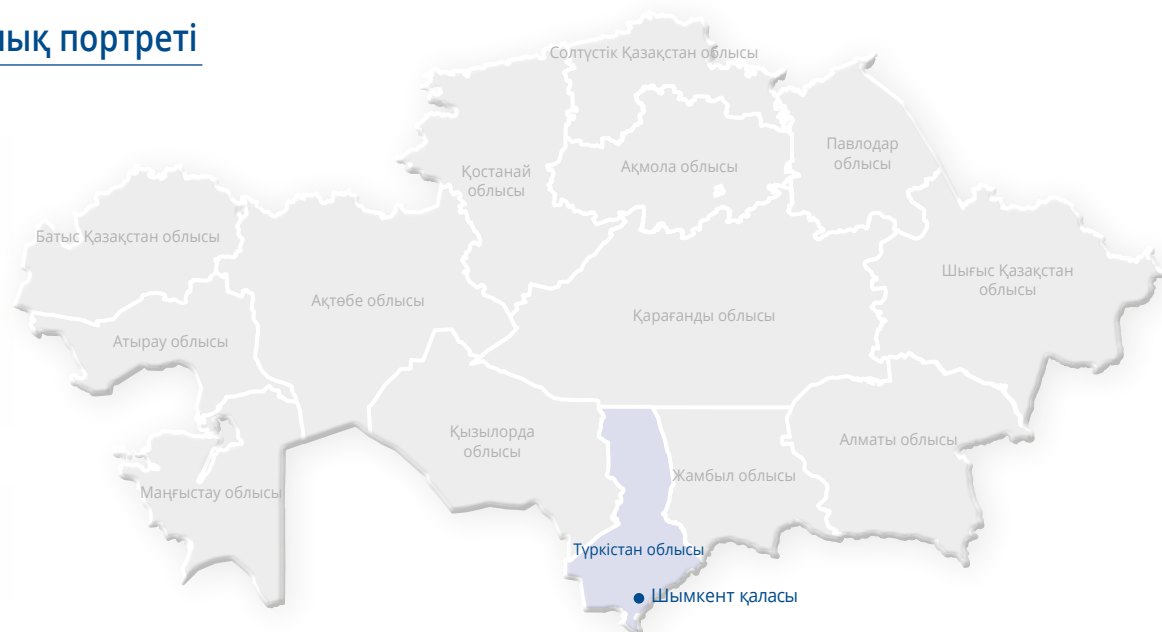 ық портреті
Солтүстік Қазақстан облысы
Павлодар
облысы
Ақмола облысы
Қостанай
облысы
Батыс Қазақстан облысы
Шығыс Қазақстан
облысы
Ақтөбе облысы
Қарағанды облысы
Атырау облысы
Қызылорда
облысы
Алматы облысы
Жамбыл облысы
Маңғыстау облысы
Түркістан облысы
Шымкент қаласы